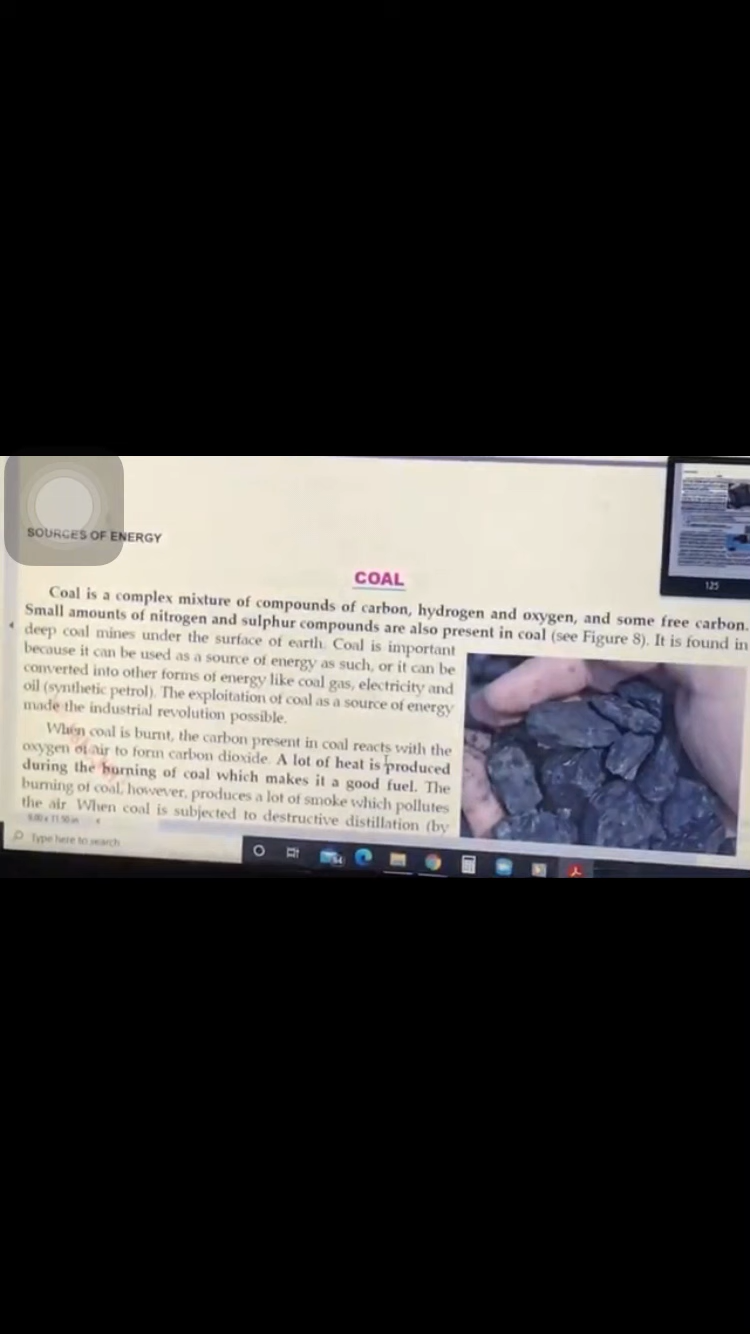 SOURCES OF ENERGY
125
COAL
Coal is a complex mixture of compounds of carbon, hydrogen and oxygen, and some free carbon.
Small amounts of nitrogen and sulphur compounds are also present in coal (see Figure 8). It is found in
deep coal mines under the surface of earth. Coal is important
because it can be used as a source of energy as such, or it can be
converted into other forms of energy like coal gas, electricity and
oil (synthetic petrol). The exploitation of coal as a source of energy
made the industrial revolution possible.
When coal is burnt, the carbon present in coal reacts with the
oxygen of air to form carbon dioxide. A lot of heat is produced
during the burning of coal which makes it a good fuel. The
burning of coal, however, produces a lot of smoke which pollutes
the air. When coal is subjected to destructive distillation (by
Type here to search